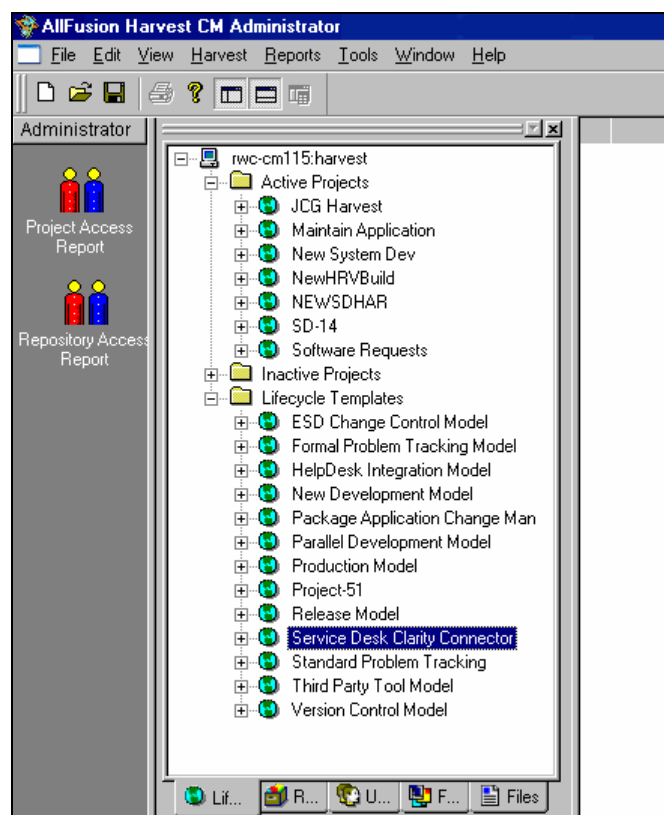 AllFusion Harvest CM Administrator
File Edit View Harvest Reports Tools Window Help
Administrator
Project Access
Report
Repository Access
Report
rwc-cm115:harvest
Active Projects
JCG Harvest
Maintain Application
New System Dev
NewHRVBuild
NEWSDHAR
SD-14
Software Requests
Inactive Projects
Lifecycle Templates
ESD Change Control Model
Formal Problem Tracking Model
HelpDesk Integration Model
New Development Model
Package Application Change Man
Parallel Development Model
Production Model
Project-51
Release Model
Service Desk Clarity Connector
Standard Problem Tracking
Third Party Tool Model
Version Control Model
Lif... R... U... F... Files